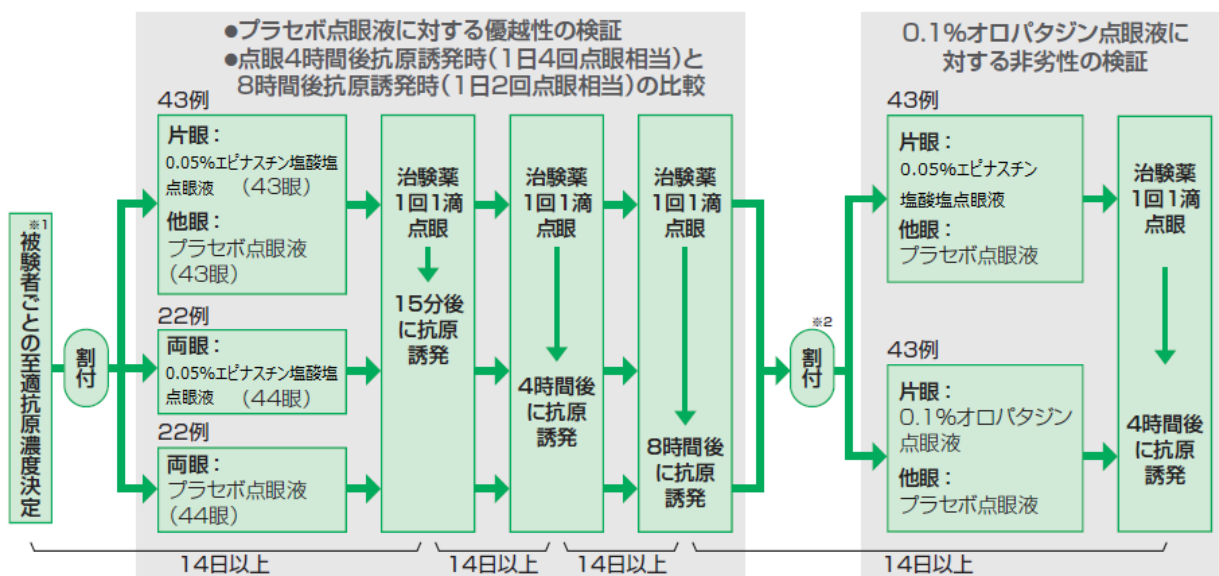 ●プラセボ点眼液に対する優越性の検証
●点眼4時間後抗原誘発時（1日4回点眼相当）と
8時間後抗原誘発時（1日2回点眼相当）の比較
※1
被験者ごとの至適抗原濃度決定
割付
43例
片眼：
0.05%エピナスチン塩酸塩
点眼液 （43眼）
他眼：
プラセボ点眼液
（43眼）
22例
両眼：
0.05%エピナスチン塩酸塩
点眼液 （44眼）
22例
両眼：
プラセボ点眼液
（44眼）
治験薬
1回1滴
点眼
15分後
に抗原
誘発
治験薬
1回1滴
点眼
4時間後
に抗原
誘発
治験薬
1回1滴
点眼
8時間後
に抗原
誘発
※2
割付
0.1%オロパタジン点眼液に
対する非劣性の検証
43例
片眼：
0.05%エピナスチン
塩酸塩点眼液
他眼：
プラセボ点眼液
43例
片眼：
0.1%オロパタジン
点眼液
他眼：
プラセボ点眼液
治験薬
1回1滴
点眼
4時間後
に抗原
誘発
14日以上
14日以上
14日以上
14日以上